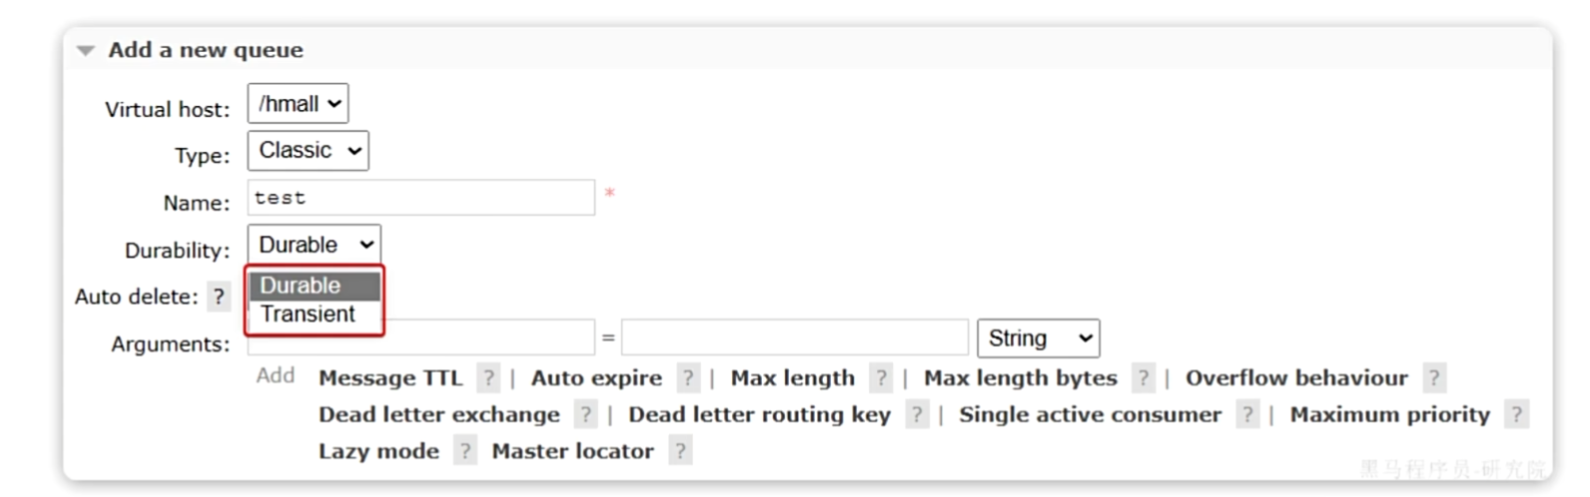 Add a new queue
Virtual host: /hmall
Type: Classic
Name: test *
Durability: Durable
Durable
Auto delete: ?
Transient
Arguments: = String
Add Message TTL ? | Auto expire ? | Max length ? | Max length bytes ? | Overflow behaviour ?
Dead letter exchange ? | Dead letter routing key ? | Single active consumer ? | Maximum priority ?
Lazy mode ? Master locator ?
黑马程序员-研究院